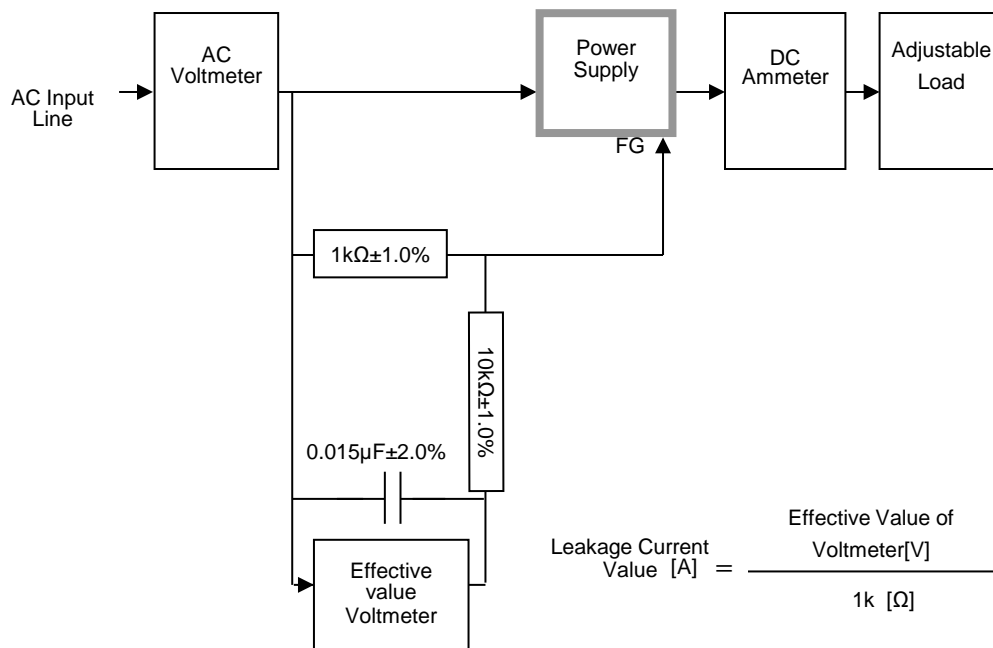 AC
Voltmeter
Power
Supply
DC
Ammeter
Adjustable
Load
AC Input
Line
FG
1kΩ±1.0%
10kΩ±1.0%
0.015µF±2.0%
Effective
value
Voltmeter
Leakage Current
Value [A] =
Effective Value of
Voltmeter[V]
1k [Ω]